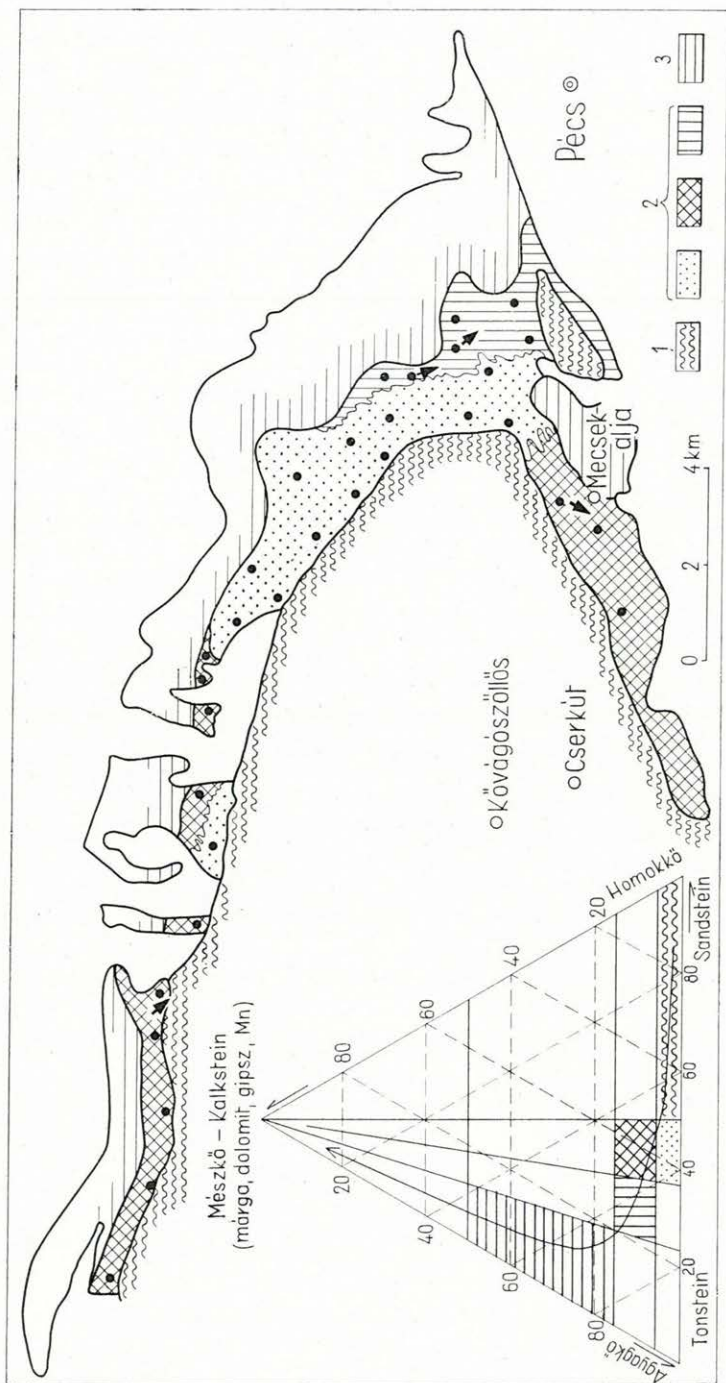 Pécs
Mecsek-
alja
Kővágószőllős
Cserkút
0 2 4 km
1 2 3
Mészkő – Kalkstein
(márga, dolomit, gipsz, Mn)
Homokkő
Sandstein
Agyagkő
Tonstein
20 40 60 80
80 60 40 20
20 40 60 80